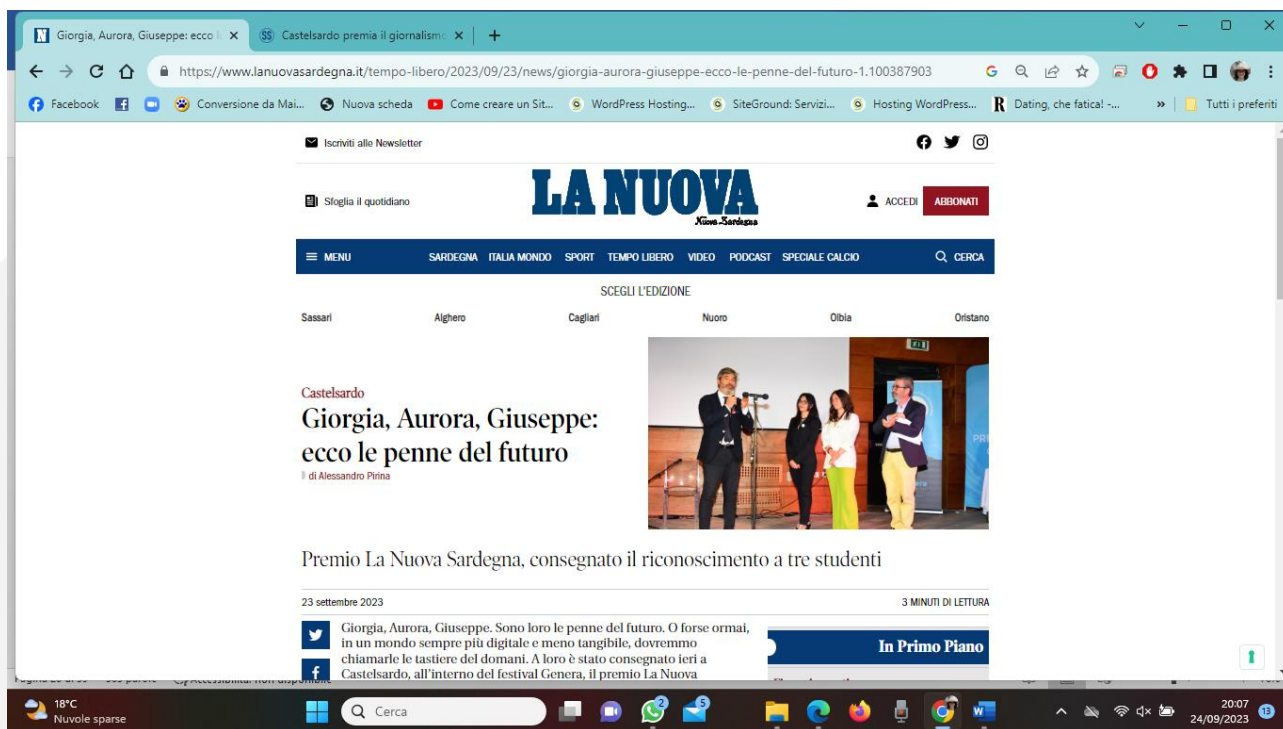 Giorgia, Aurora, Giuseppe: ecco l
Castelsardo premia il giornalismo
https://www.lanuovasardegna.it/tempo-libero/2023/09/23/news/giorgia-aurora-giuseppe-ecco-le-penne-del-futuro-1.100387903
Facebook Conversione da Mai... Nuova scheda Come creare un Sit... WordPress Hosting... SiteGround: Servizi... Hosting WordPress... Dating, che fatica! -... » Tutti i preferiti
Iscriviti alle Newsletter
Sfoglia il quotidiano
LA NUOVA
Nuova Sardegna
ACCEDI ABBONATI
MENU SARDEGNA ITALIA MONDO SPORT TEMPO LIBERO VIDEO PODCAST SPECIALE CALCIO CERCA
SCEGLI L'EDIZIONE
Sassari Alghero Cagliari Nuoro Olbia Oristano
Castelsardo
Giorgia, Aurora, Giuseppe:
ecco le penne del futuro
di Alessandro Pirina
Premio La Nuova Sardegna, consegnato il riconoscimento a tre studenti
23 settembre 2023 3 MINUTI DI LETTURA
Giorgia, Aurora, Giuseppe. Sono loro le penne del futuro. O forse ormai,
in un mondo sempre più digitale e meno tangibile, dovremmo
chiamarle le tastiere del domani. A loro è stato consegnato ieri a
Castelsardo, all'interno del festival Genera, il premio La Nuova
In Primo Piano
18°C
Nuvole sparse
Cerca
2
5
20:07
24/09/2023
13